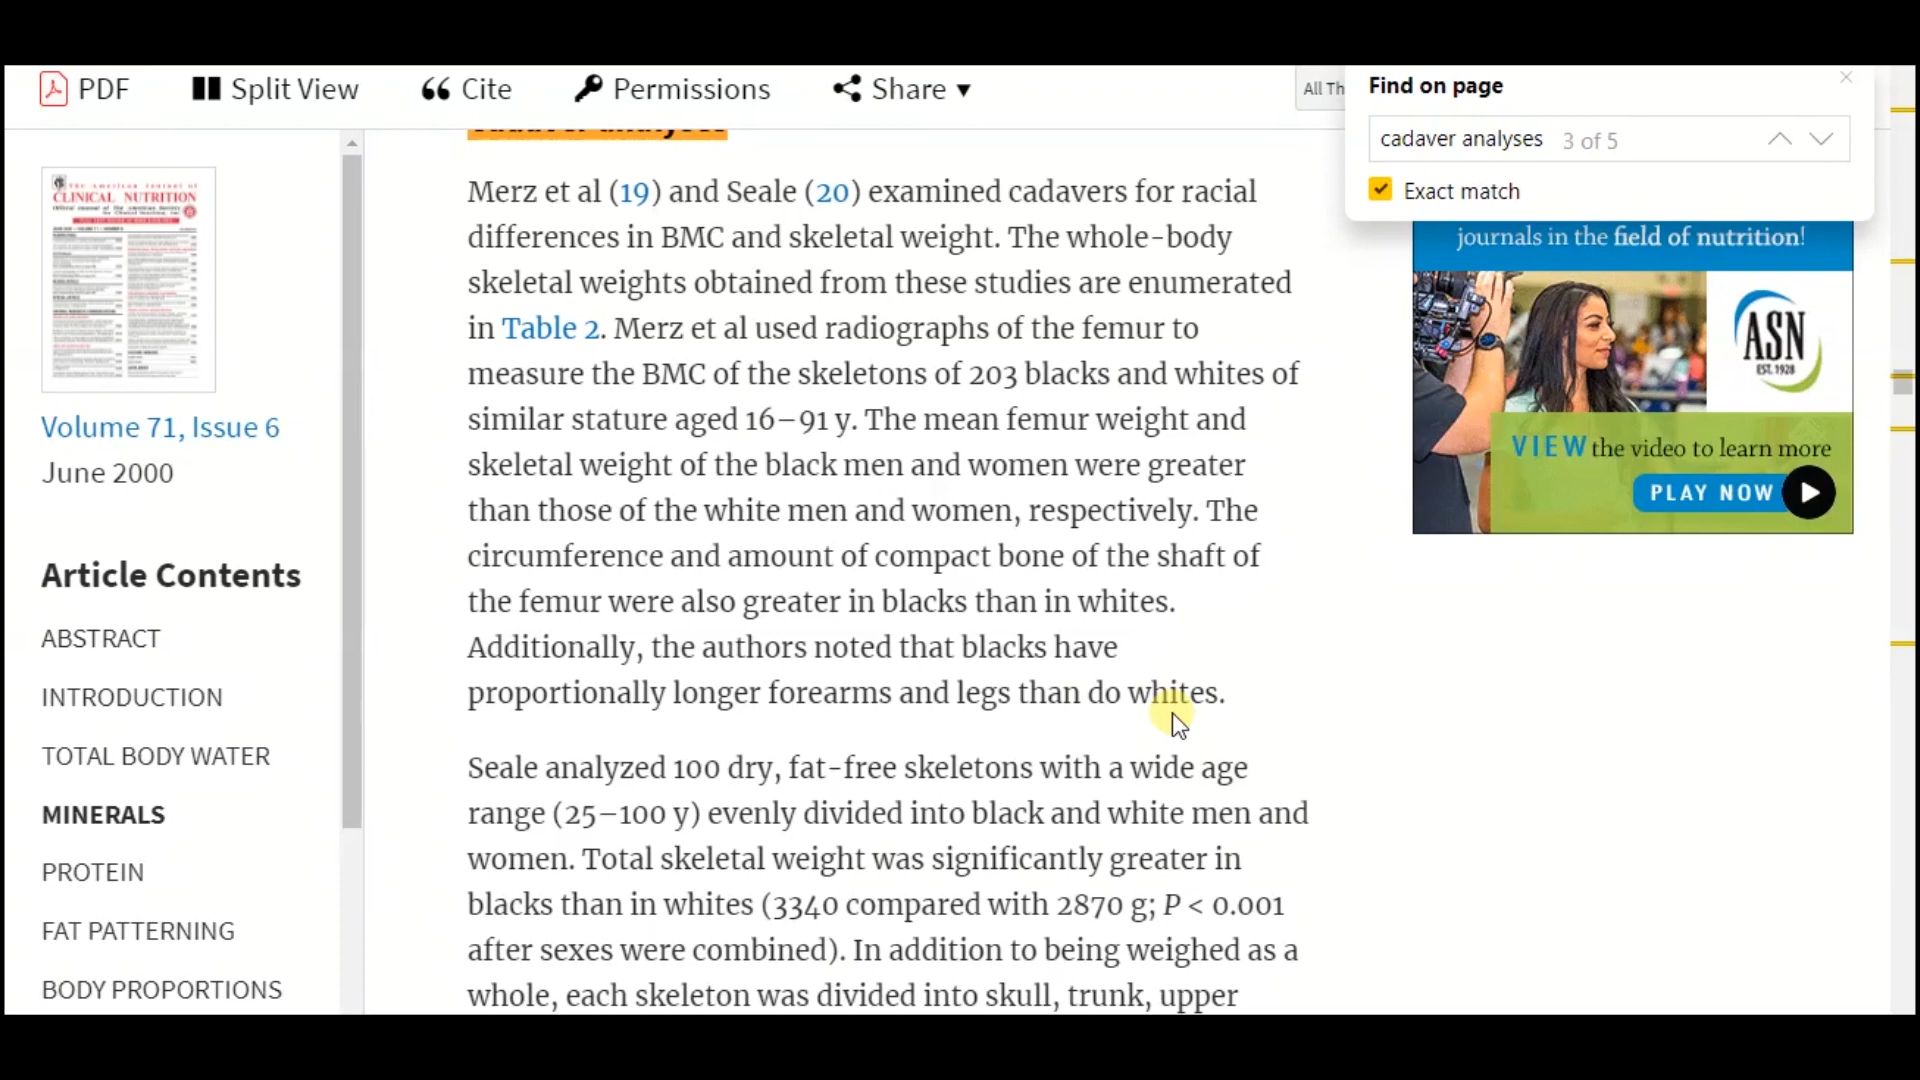 PDF
Split View
Cite
Permissions
Share ▾
All Th
Find on page
cadaver analyses 3 of 5
Exact match
CLINICAL NUTRITION
Volume 71, Issue 6
June 2000
Article Contents
ABSTRACT
INTRODUCTION
TOTAL BODY WATER
MINERALS
PROTEIN
FAT PATTERNING
BODY PROPORTIONS
Merz et al (19) and Seale (20) examined cadavers for racial
differences in BMC and skeletal weight. The whole-body
skeletal weights obtained from these studies are enumerated
in Table 2. Merz et al used radiographs of the femur to
measure the BMC of the skeletons of 203 blacks and whites of
similar stature aged 16–91 y. The mean femur weight and
skeletal weight of the black men and women were greater
than those of the white men and women, respectively. The
circumference and amount of compact bone of the shaft of
the femur were also greater in blacks than in whites.
Additionally, the authors noted that blacks have
proportionally longer forearms and legs than do whites.
Seale analyzed 100 dry, fat-free skeletons with a wide age
range (25–100 y) evenly divided into black and white men and
women. Total skeletal weight was significantly greater in
blacks than in whites (3340 compared with 2870 g; P < 0.001
after sexes were combined). In addition to being weighed as a
whole, each skeleton was divided into skull, trunk, upper
journals in the field of nutrition!
ASN
EST. 1928
VIEW the video to learn more
PLAY NOW